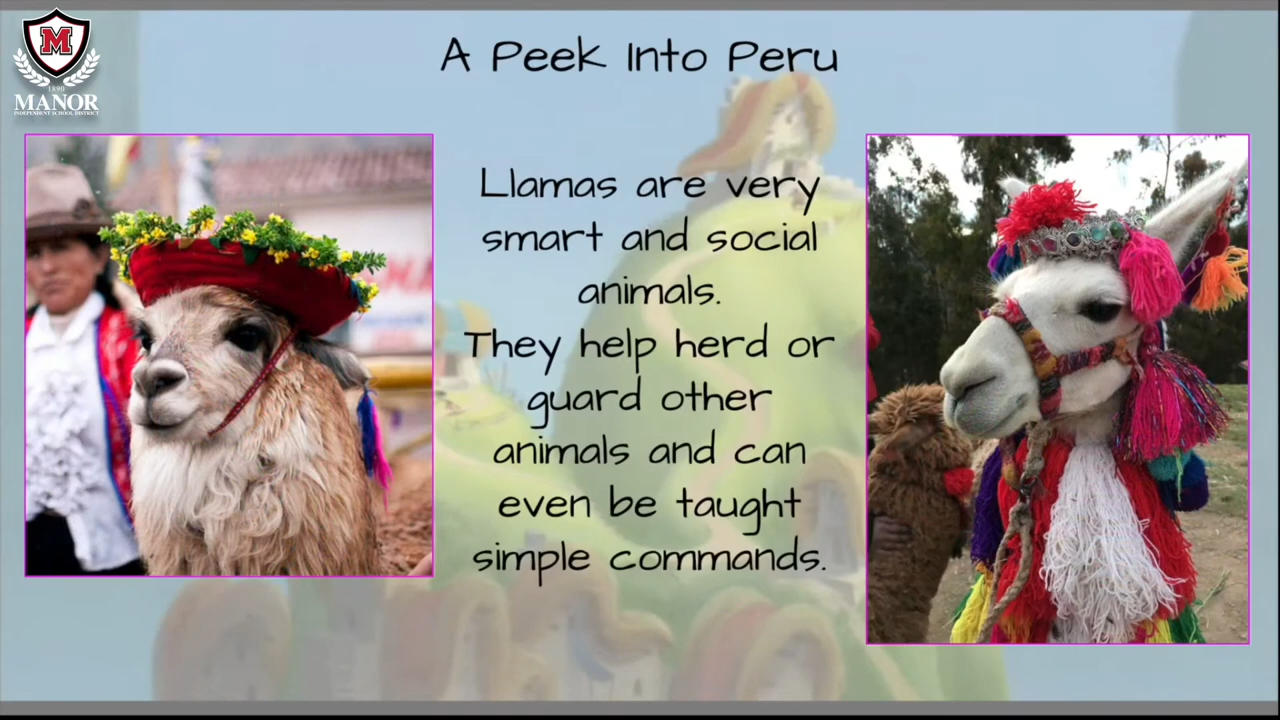 M
1890
MANOR
INDEPENDENT SCHOOL DISTRICT
A Peek Into Peru
Llamas are very
smart and social
animals.
They help herd or
guard other
animals and can
even be taught
simple commands.